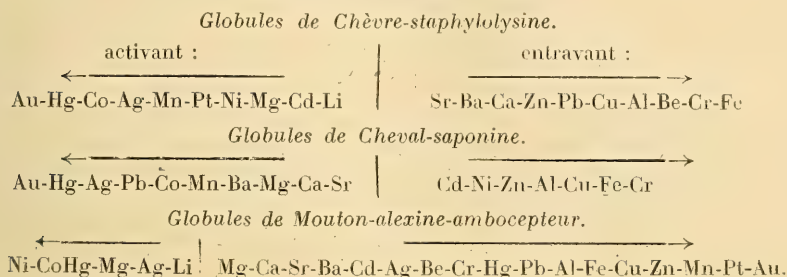 Globules de Chèvre-staphylolysine.
activant : entravant :
Au-Hg-Co-Ag-Mn-Pt-Ni-Mg-Cd-Li Sr-Ba-Ca-Zn-Pb-Cu-Al-Be-Cr-Fe
Globules de Cheval-saponine.
Au-Hg-Ag-Pb-Co-Mn-Ba-Mg-Ca-Sr Cd-Ni-Zn-Al-Cu-Fe-Cr
Globules de Mouton-alexine-ambocepteur.
Ni-CoHg-Mg-Ag-Li Mg-Ca-Sr-Ba-Cd-Ag-Be-Cr-Hg-Pb-Al-Fe-Cu-Zn-Mn-Pt-Au.